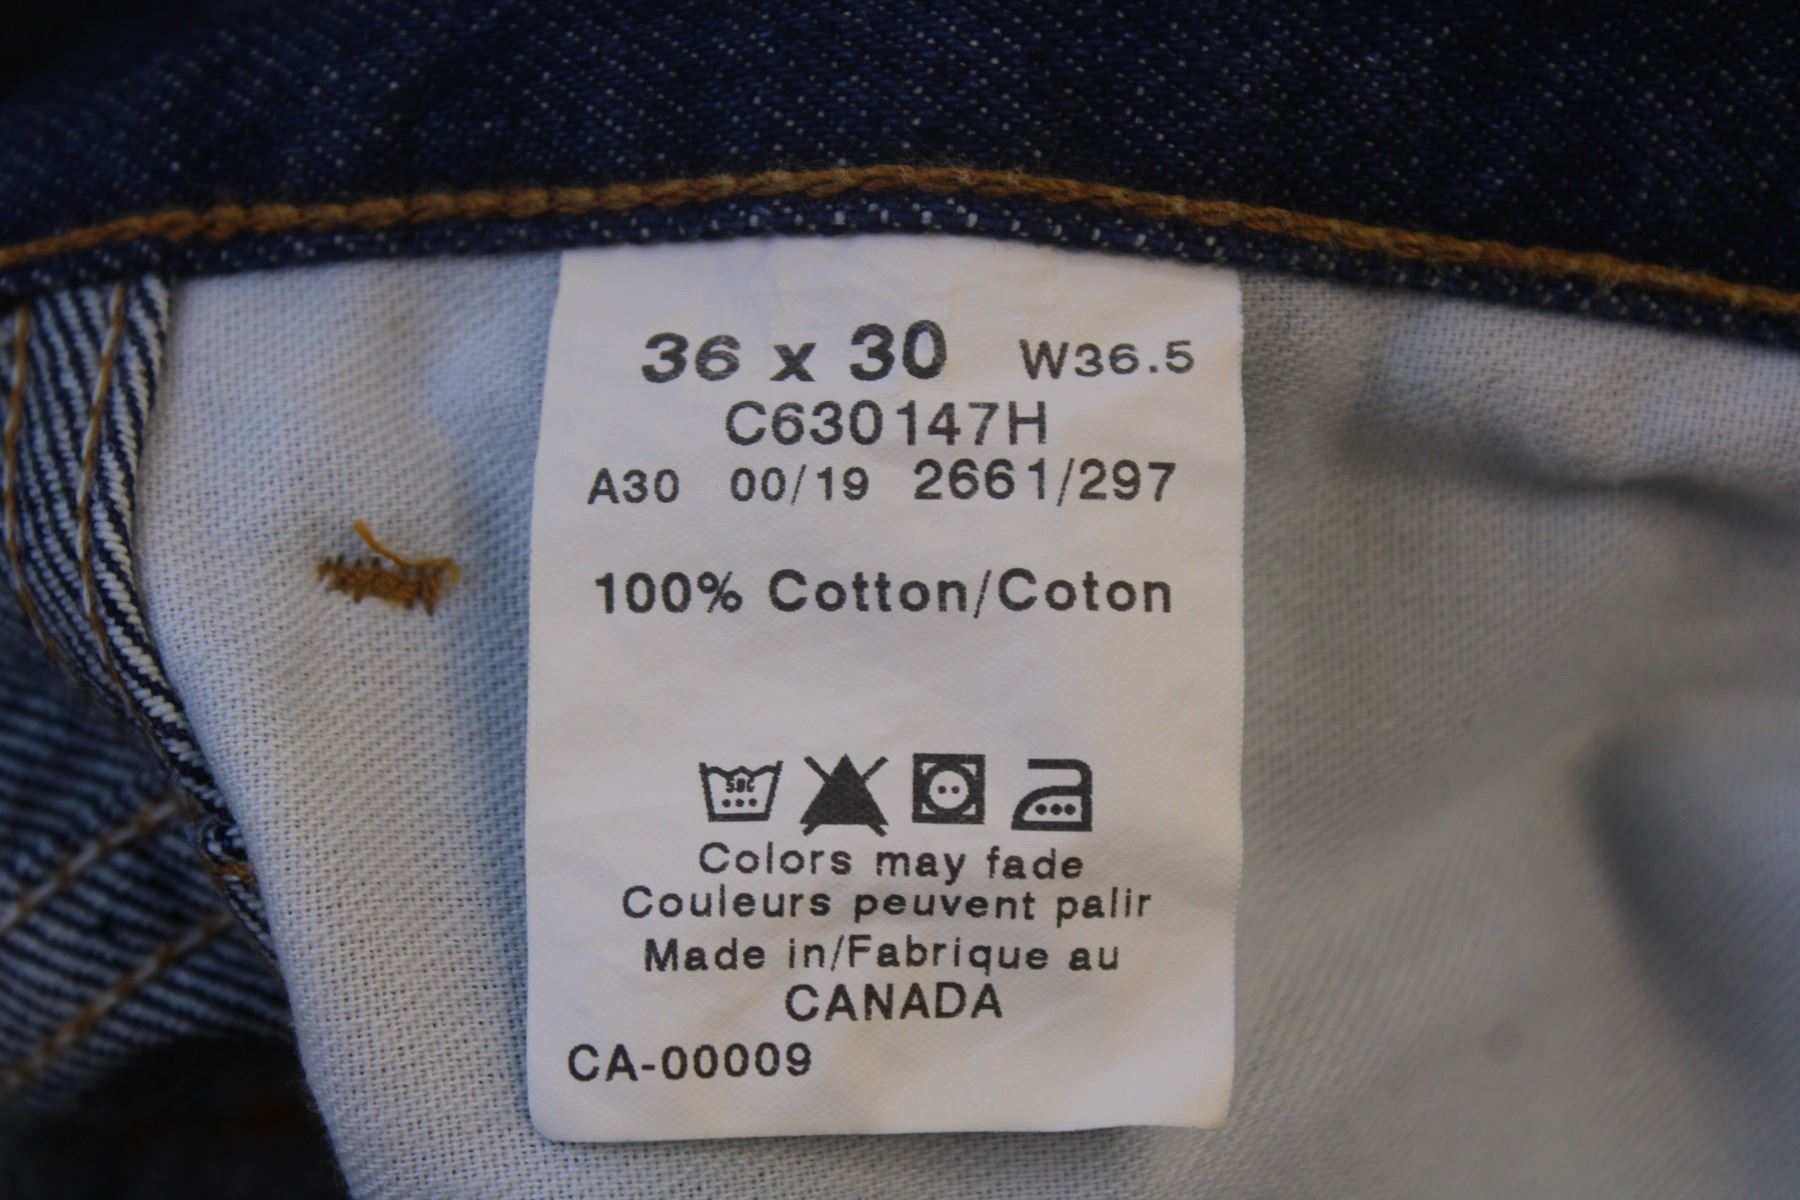 36 x 30 W36.5
C630147H
A30 00/19 2661/297
100% Cotton/Coton
50C
Colors may fade
Couleurs peuvent palir
Made in/Fabrique au
CANADA
CA-00009